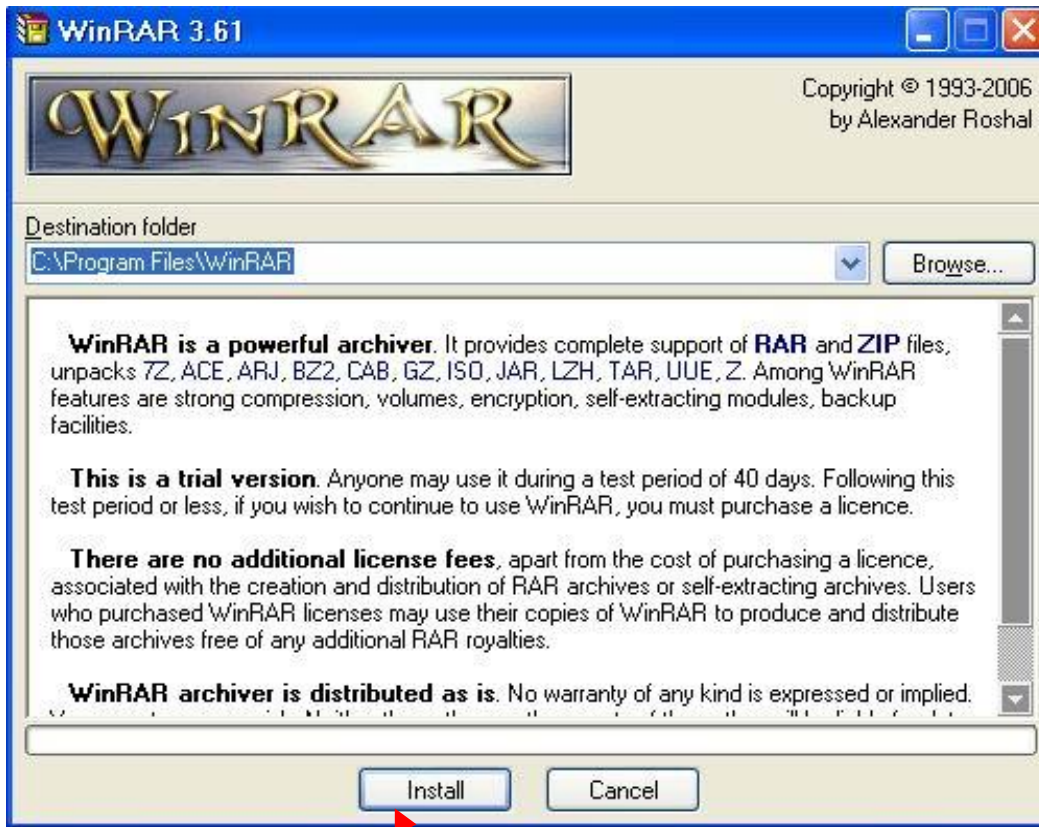 WinRAR 3.61
WINRAR
Copyright © 1993-2006
by Alexander Roshal
Destination folder
C:\Program Files\WinRAR
Browse...
WinRAR is a powerful archiver. It provides complete support of RAR and ZIP files,
unpacks 7Z, ACE, ARJ, BZ2, CAB, GZ, ISO, JAR, LZH, TAR, UUE, Z. Among WinRAR
features are strong compression, volumes, encryption, self-extracting modules, backup
facilities.
This is a trial version. Anyone may use it during a test period of 40 days. Following this
test period or less, if you wish to continue to use WinRAR, you must purchase a licence.
There are no additional license fees, apart from the cost of purchasing a licence,
associated with the creation and distribution of RAR archives or self-extracting archives. Users
who purchased WinRAR licenses may use their copies of WinRAR to produce and distribute
those archives free of any additional RAR royalties.
WinRAR archiver is distributed as is. No warranty of any kind is expressed or implied.
Install
Cancel